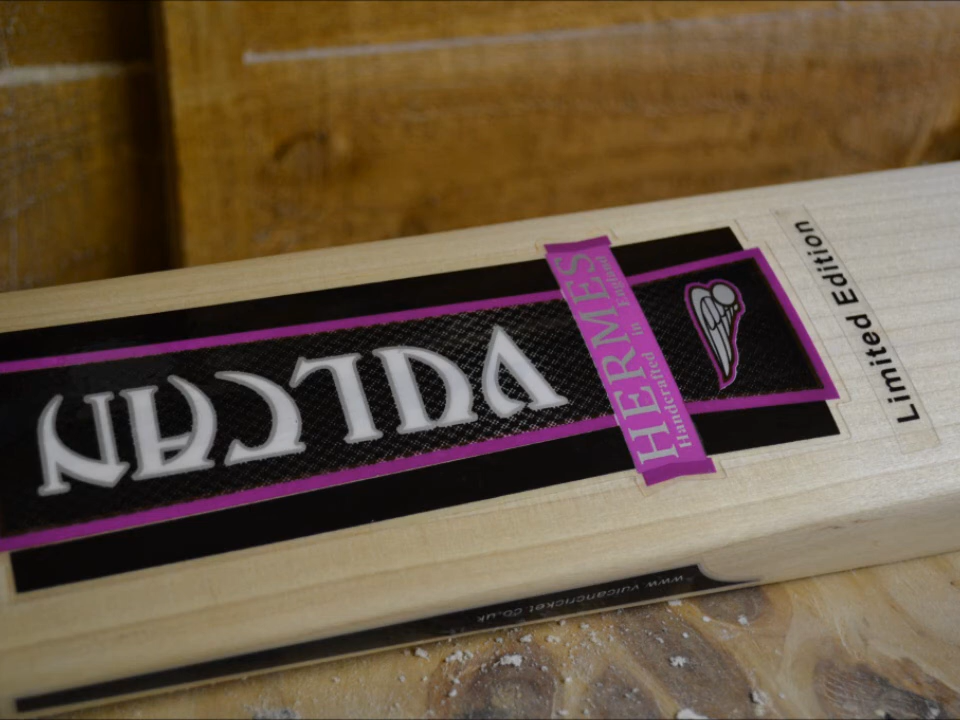 VULCAN
HERMES
Handcrafted in England
Limited Edition
www.vulcancricket.co.uk